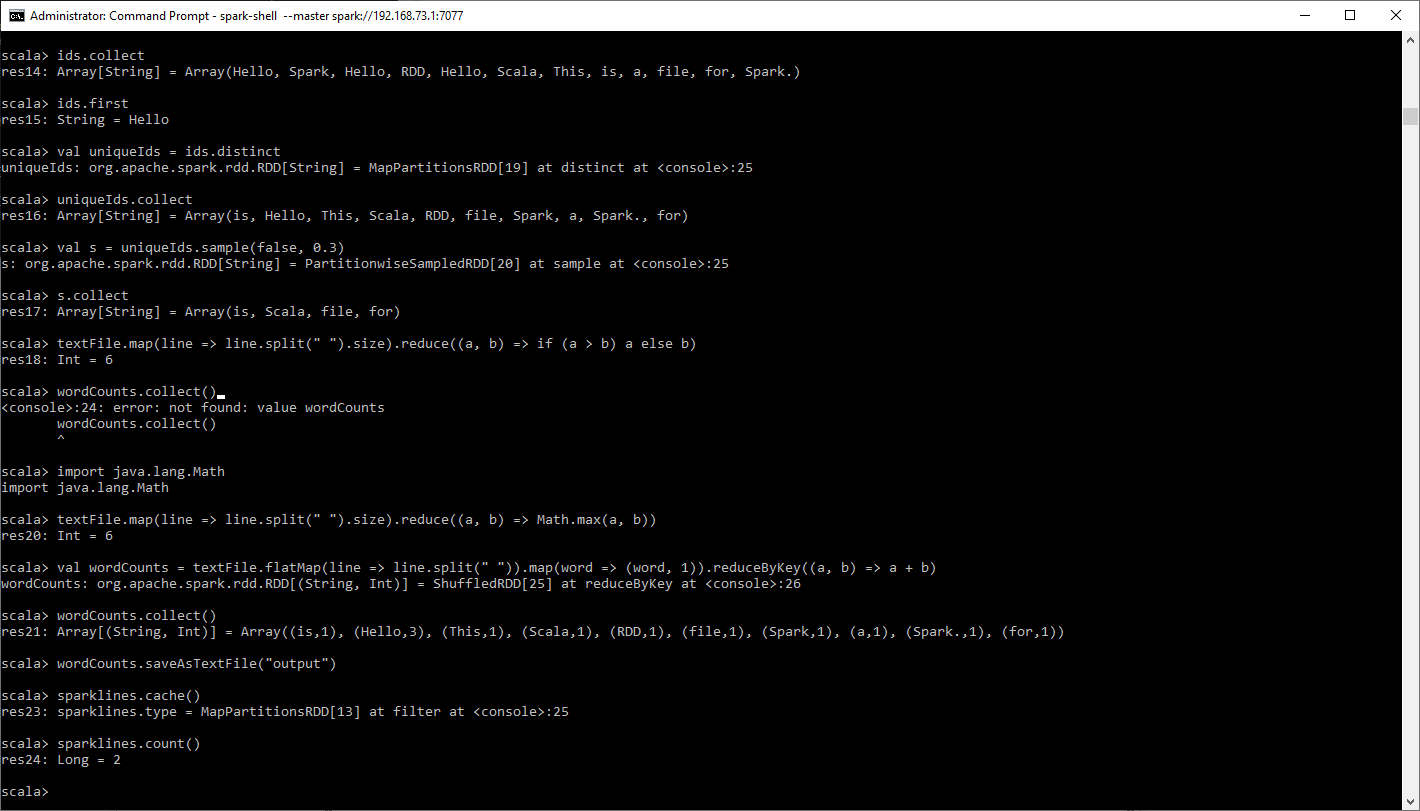 Administrator: Command Prompt - spark-shell  --master spark://192.168.73.1:7077
scala> ids.collect
res14: Array[String] = Array(Hello, Spark, Hello, RDD, Hello, Scala, This, is, a, file, for, Spark.)
scala> ids.first
res15: String = Hello
scala> val uniqueIds = ids.distinct
uniqueIds: org.apache.spark.rdd.RDD[String] = MapPartitionsRDD[19] at distinct at <console>:25
scala> uniqueIds.collect
res16: Array[String] = Array(is, Hello, This, Scala, RDD, file, Spark, a, Spark., for)
scala> val s = uniqueIds.sample(false, 0.3)
s: org.apache.spark.rdd.RDD[String] = PartitionwiseSampledRDD[20] at sample at <console>:25
scala> s.collect
res17: Array[String] = Array(is, Scala, file, for)
scala> textFile.map(line => line.split(" ").size).reduce((a, b) => if (a > b) a else b)
res18: Int = 6
scala> wordCounts.collect()
<console>:24: error: not found: value wordCounts
       wordCounts.collect()
       ^
scala> import java.lang.Math
import java.lang.Math
scala> textFile.map(line => line.split(" ").size).reduce((a, b) => Math.max(a, b))
res20: Int = 6
scala> val wordCounts = textFile.flatMap(line => line.split(" ")).map(word => (word, 1)).reduceByKey((a, b) => a + b)
wordCounts: org.apache.spark.rdd.RDD[(String, Int)] = ShuffledRDD[25] at reduceByKey at <console>:26
scala> wordCounts.collect()
res21: Array[(String, Int)] = Array((is,1), (Hello,3), (This,1), (Scala,1), (RDD,1), (file,1), (Spark,1), (a,1), (Spark.,1), (for,1))
scala> wordCounts.saveAsTextFile("output")
scala> sparklines.cache()
res23: sparklines.type = MapPartitionsRDD[13] at filter at <console>:25
scala> sparklines.count()
res24: Long = 2
scala>